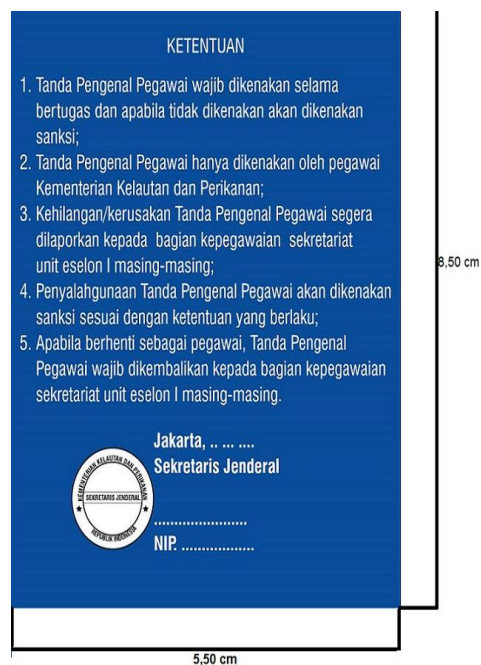 KETENTUAN
1. Tanda Pengenal Pegawai wajib dikenakan selama
bertugas dan apabila tidak dikenakan akan dikenakan
sanksi;
2. Tanda Pengenal Pegawai hanya dikenakan oleh pegawai
Kementerian Kelautan dan Perikanan;
3. Kehilangan/kerusakan Tanda Pengenal Pegawai segera
dilaporkan kepada bagian kepegawaian sekretariat
unit eselon I masing-masing;
4. Penyalahgunaan Tanda Pengenal Pegawai akan dikenakan
sanksi sesuai dengan ketentuan yang berlaku;
5. Apabila berhenti sebagai pegawai, Tanda Pengenal
Pegawai wajib dikembalikan kepada bagian kepegawaian
sekretariat unit eselon I masing-masing.
Jakarta, .. ... ....
Sekretaris Jenderal
KEMENTERIAN KELAUTAN DAN PERIKANAN
SEKRETARIS JENDERAL
REPUBLIK INDONESIA
.......................
NIP. ..................
8,50 cm
5,50 cm